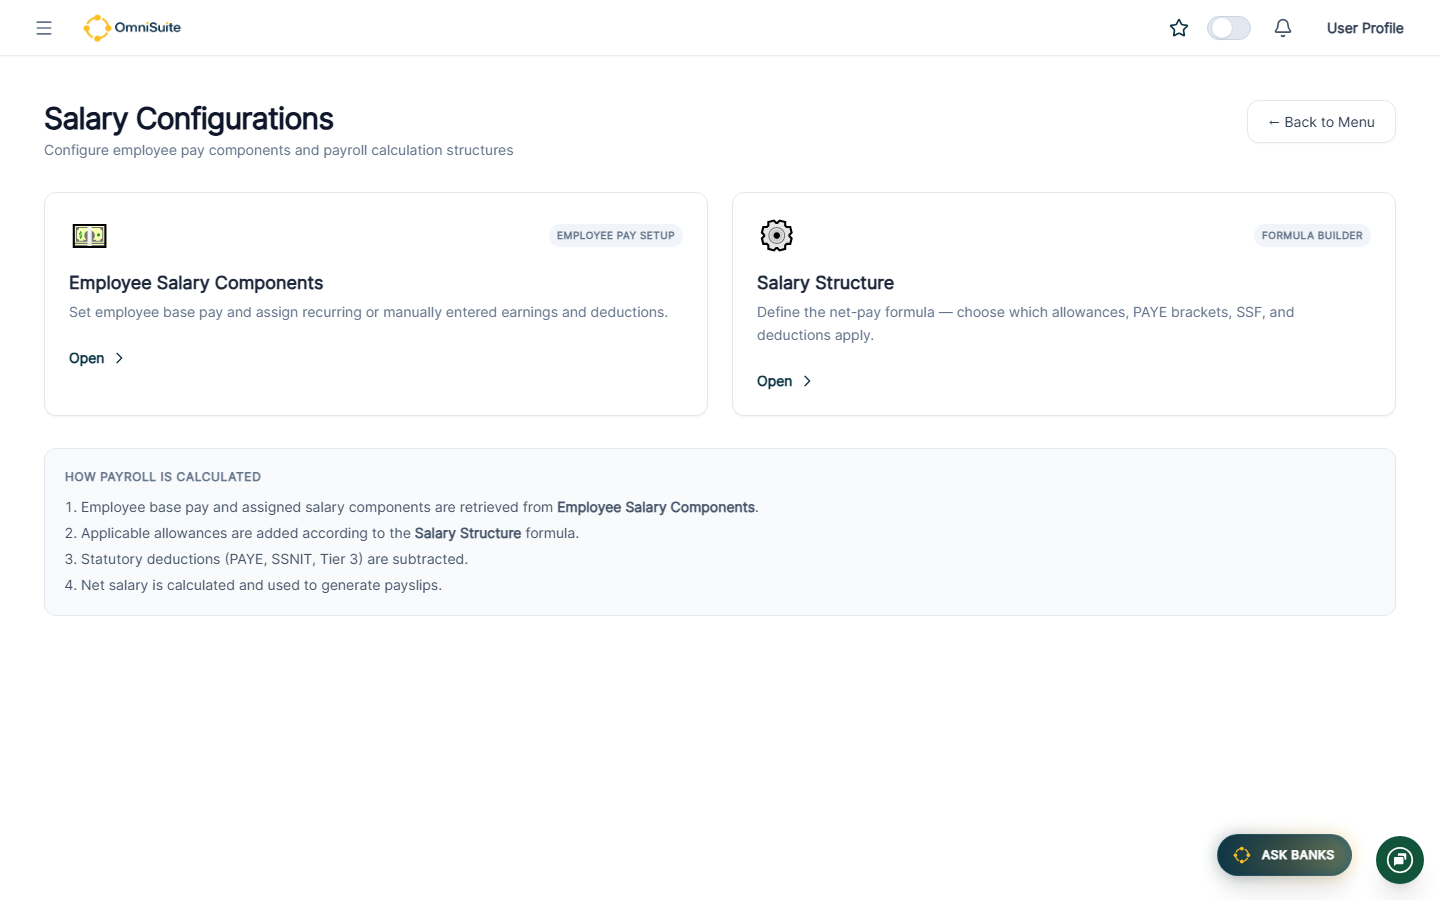 OmniSuite
User Profile
Salary Configurations
Configure employee pay components and payroll calculation structures
← Back to Menu
EMPLOYEE PAY SETUP
Employee Salary Components
Set employee base pay and assign recurring or manually entered earnings and deductions.
Open
FORMULA BUILDER
Salary Structure
Define the net-pay formula — choose which allowances, PAYE brackets, SSF, and
deductions apply.
Open
HOW PAYROLL IS CALCULATED
1. Employee base pay and assigned salary components are retrieved from Employee Salary Components.
2. Applicable allowances are added according to the Salary Structure formula.
3. Statutory deductions (PAYE, SSNIT, Tier 3) are subtracted.
4. Net salary is calculated and used to generate payslips.
ASK BANKS